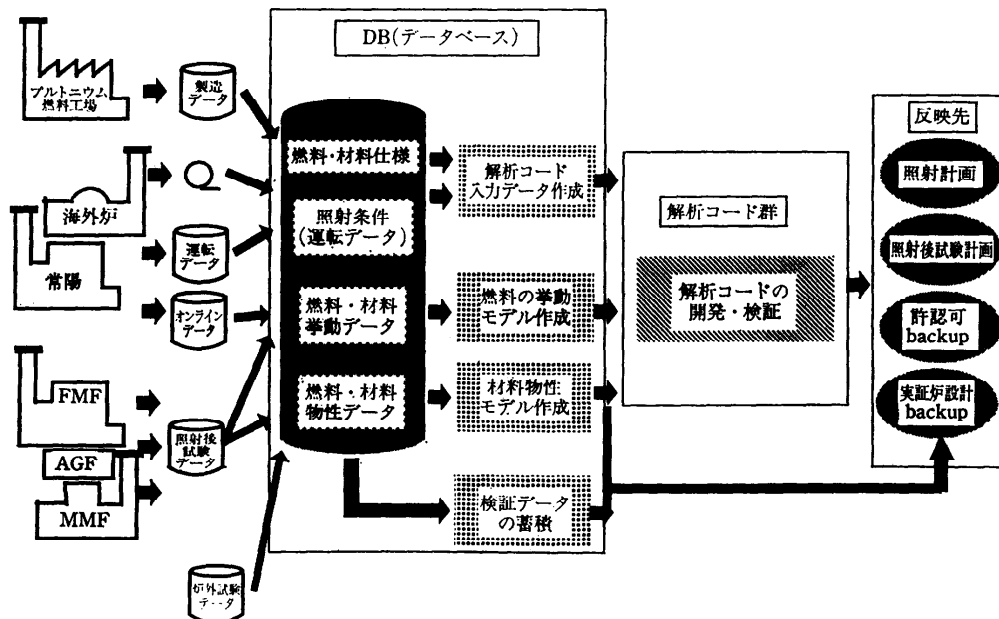 DB(データベース)
プルトニウム
燃料工場
製造
データ
海外炉
常陽
運転
データ
オンライン
データ
FMF
AGF
MMF
照射後
試験
データ
炉外試験
データ
燃料・材料仕様
照射条件
(運転データ)
燃料・材料
挙動データ
燃料・材料
物性データ
解析コード
入力データ作成
燃料の挙動
モデル作成
材料物性
モデル作成
検証データ
の蓄積
解析コード群
解析コードの
開発・検証
反映先
照射計画
照射後試験計画
許認可
backup
実証炉設計
backup